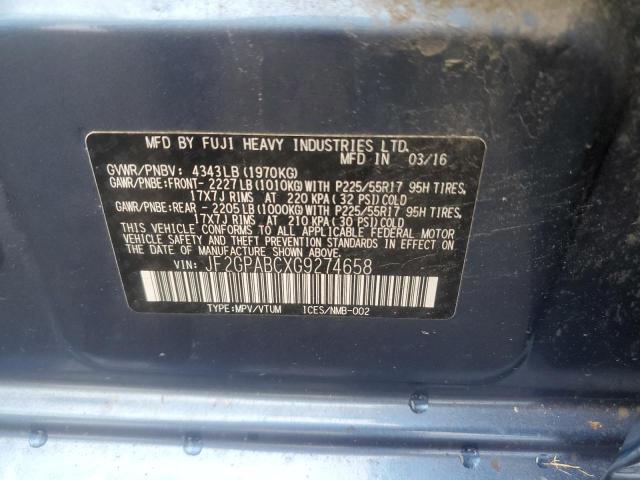 MFD BY FUJI HEAVY INDUSTRIES LTD.
MFD IN 03/16
GVWR/PNBV: 4343LB(1970KG)
GAWR/PNBE:FRONT- 2227LB(1010KG)WITH P225/55R17 95H TIRES,
17X7J RIMS AT 220 KPA(32 PSI)COLD
GAWR/PNBE:REAR - 2205LB(1000KG)WITH P225/55R17 95H TIRES,
17X7J RIMS AT 210 KPA(30 PSI)COLD
THIS VEHICLE CONFORMS TO ALL APPLICABLE FEDERAL MOTOR
VEHICLE SAFETY AND THEFT PREVENTION STANDARDS IN EFFECT ON
THE DATE OF MANUFACTURE SHOWN ABOVE.
VIN: JF2GPABCXG9274658
TYPE:MPV/VTUM ICES/NMB-002